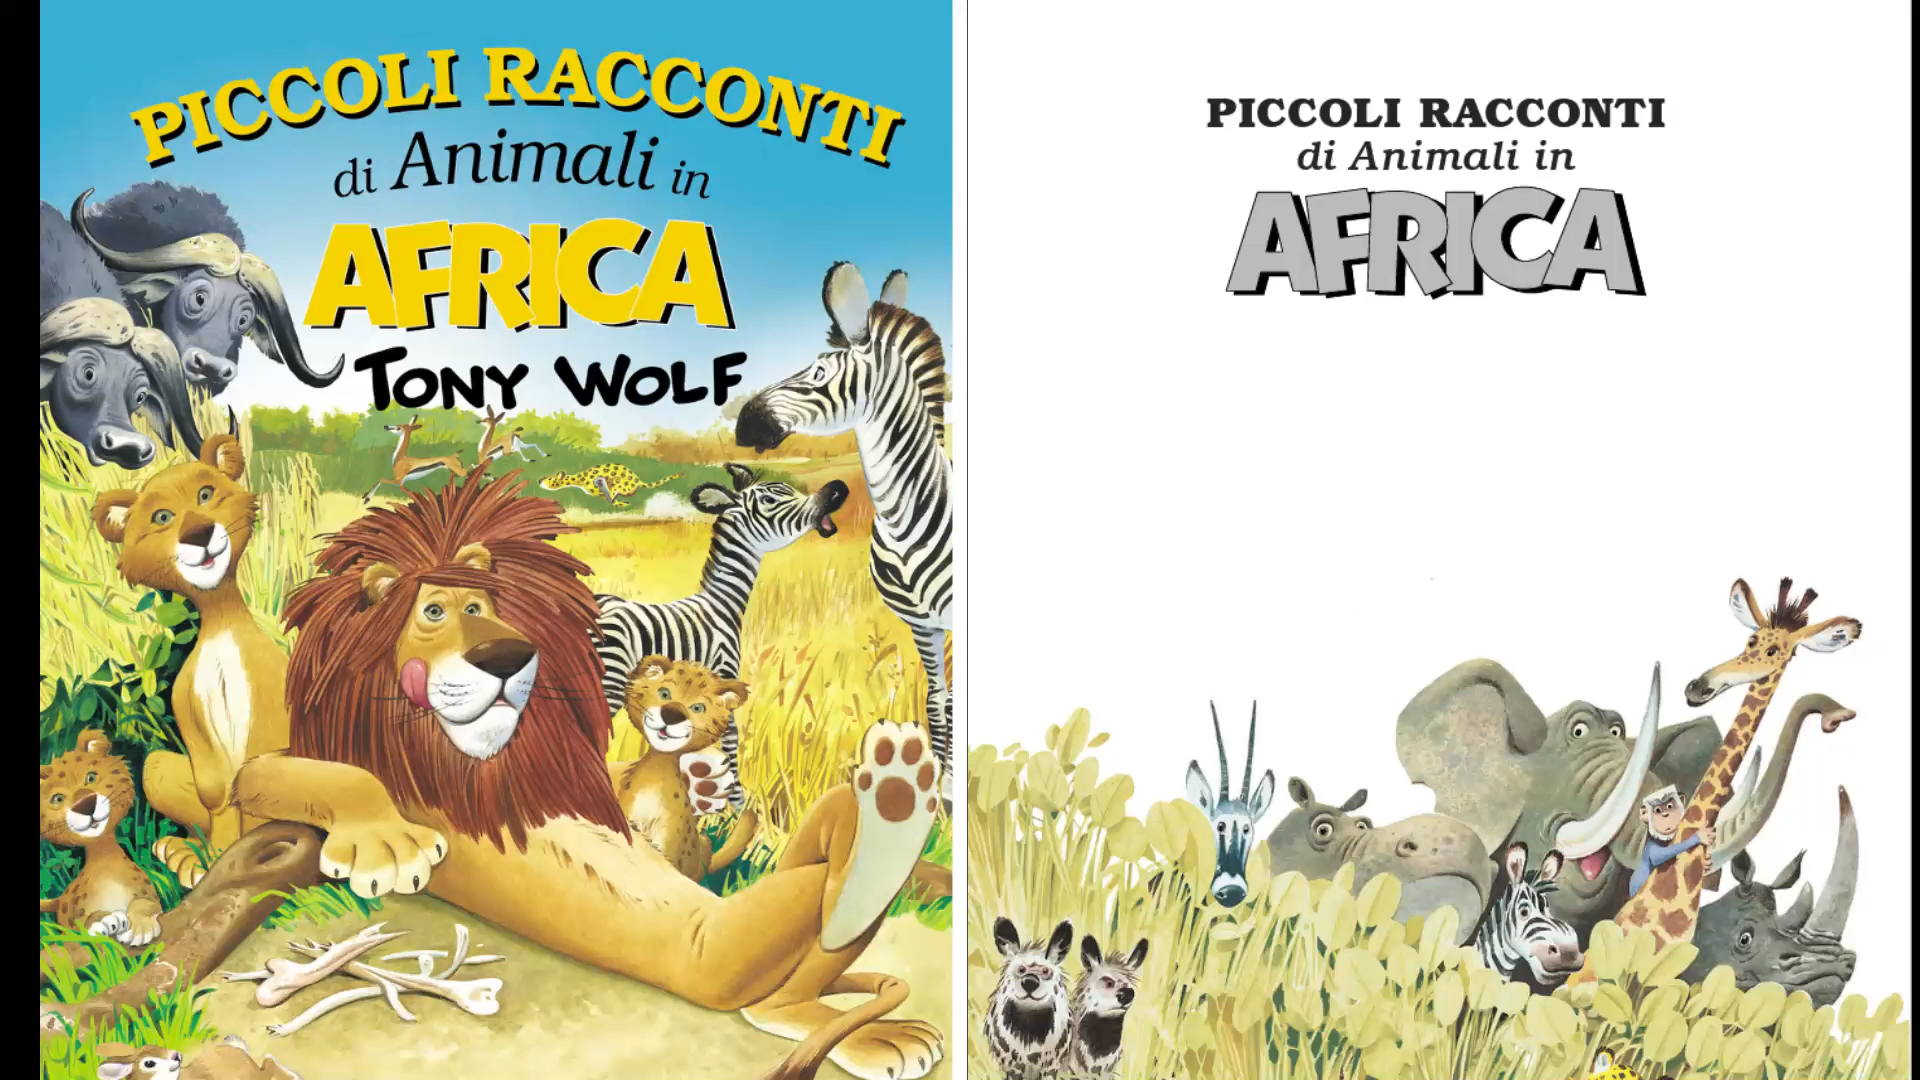 PICCOLI RACCONTI
di Animali in
AFRICA
TONY WOLF
PICCOLI RACCONTI
di Animali in
AFRICA